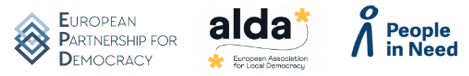 EUROPEAN
PARTNERSHIP FOR
DEMOCRACY
E
P
D
alda
European Association
for Local Democracy
People
in Need